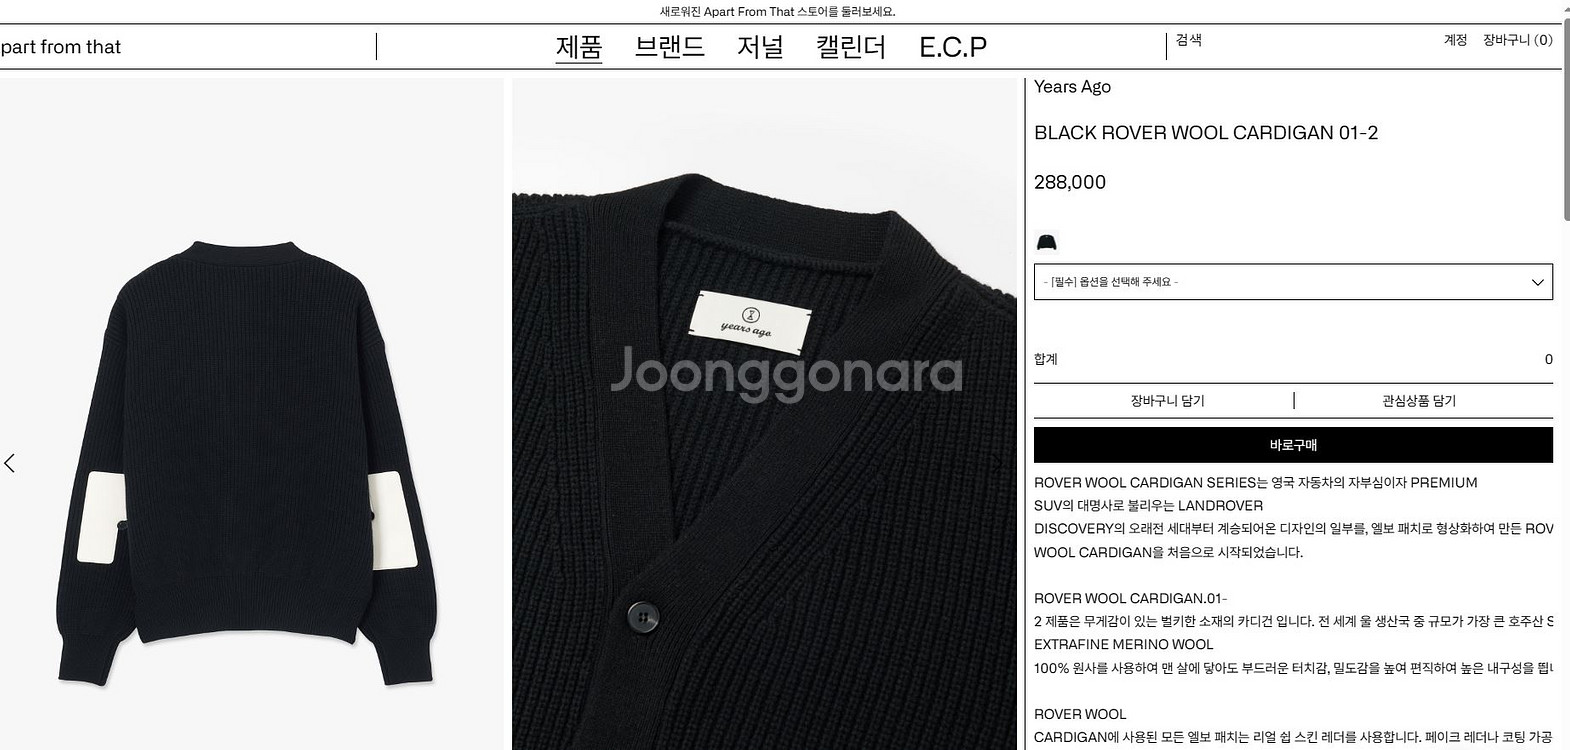 새로워진 Apart From That 스토어를 둘러보세요.
part from that
제품 브랜드 저널 캘린더 E.C.P
검색
계정 장바구니 (0)
years ago
Joonggonara
Years Ago
BLACK ROVER WOOL CARDIGAN 01-2
288,000
- [필수] 옵션을 선택해 주세요 -
합계 0
장바구니 담기 관심상품 담기
바로구매
ROVER WOOL CARDIGAN SERIES는 영국 자동차의 자부심이자 PREMIUM
SUV의 대명사로 불리우는 LANDROVER
DISCOVERY의 오래전 세대부터 계승되어온 디자인의 일부를, 엘보 패치로 형상화하여 만든 ROV
WOOL CARDIGAN을 처음으로 시작되었습니다.
ROVER WOOL CARDIGAN.01-
2 제품은 무게감이 있는 벌키한 소재의 카디건 입니다. 전 세계 울 생산국 중 규모가 가장 큰 호주산 S
EXTRAFINE MERINO WOOL
100% 원사를 사용하여 맨 살에 닿아도 부드러운 터치감, 밀도감을 높여 편직하여 높은 내구성을
ROVER WOOL
CARDIGAN에 사용된 모든 엘보 패치는 리얼 쉽 스킨 레더를 사용합니다. 페이크 레더나 코팅 가공